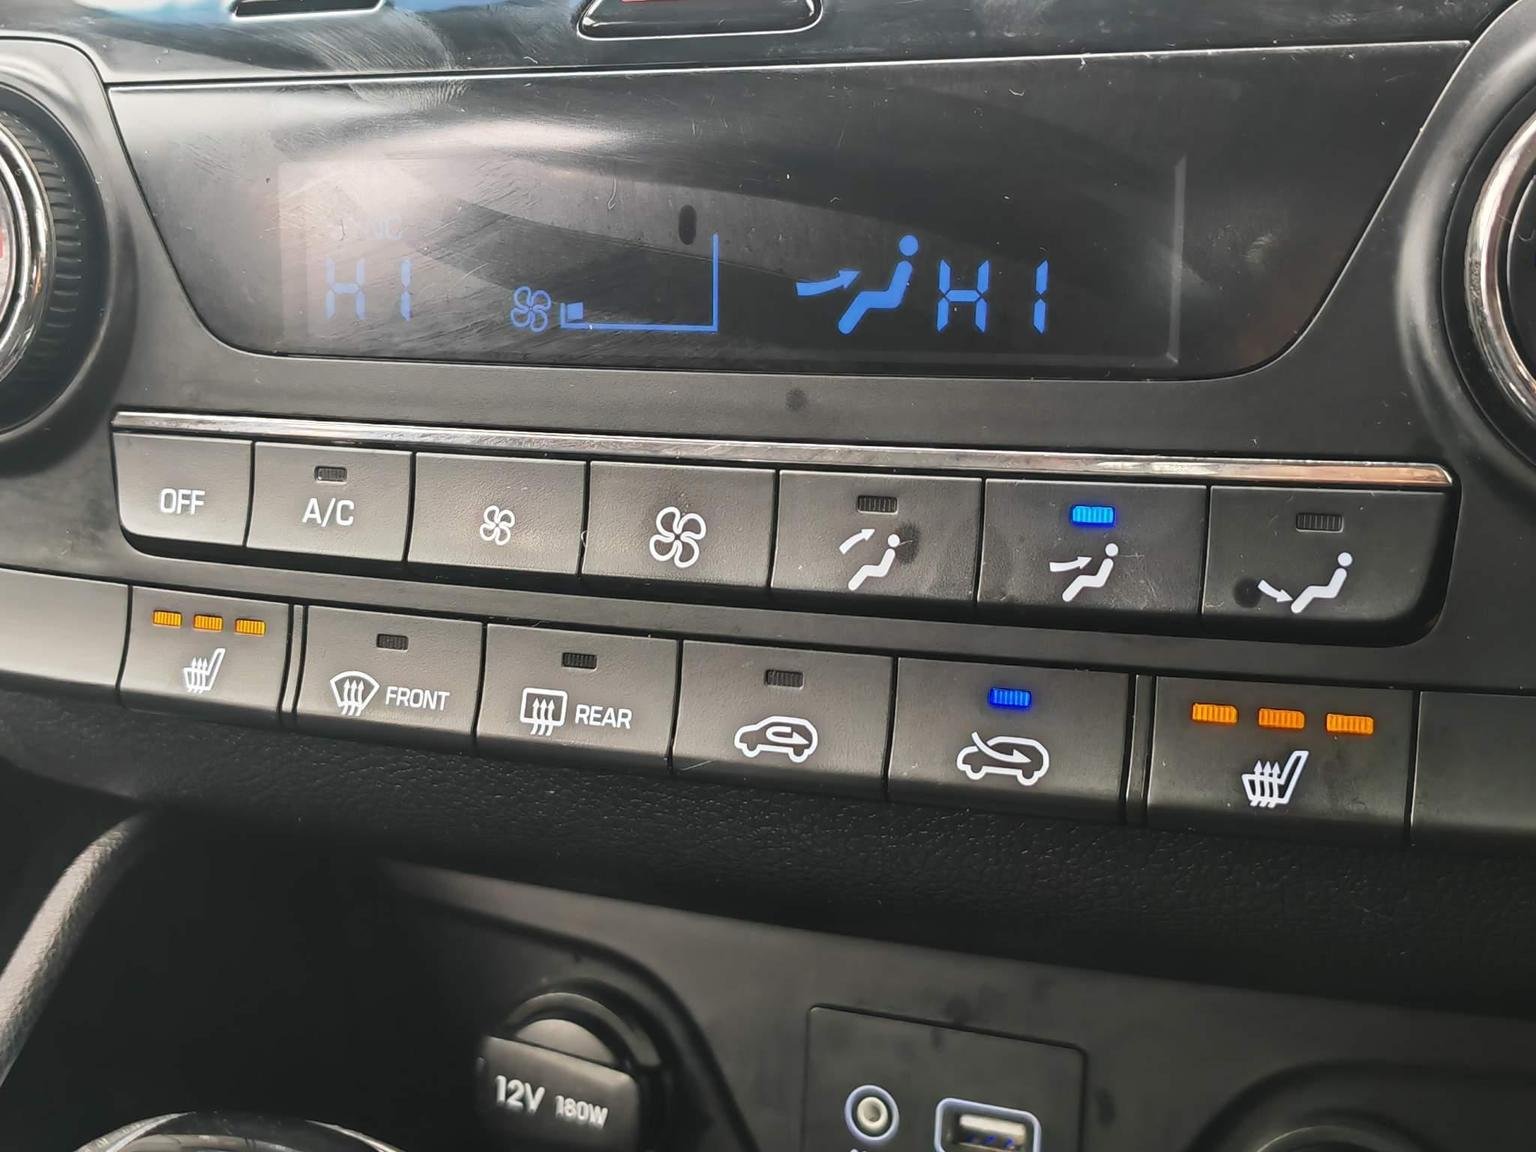 HI
HI
OFF
A/C
FRONT
REAR
12V 180W